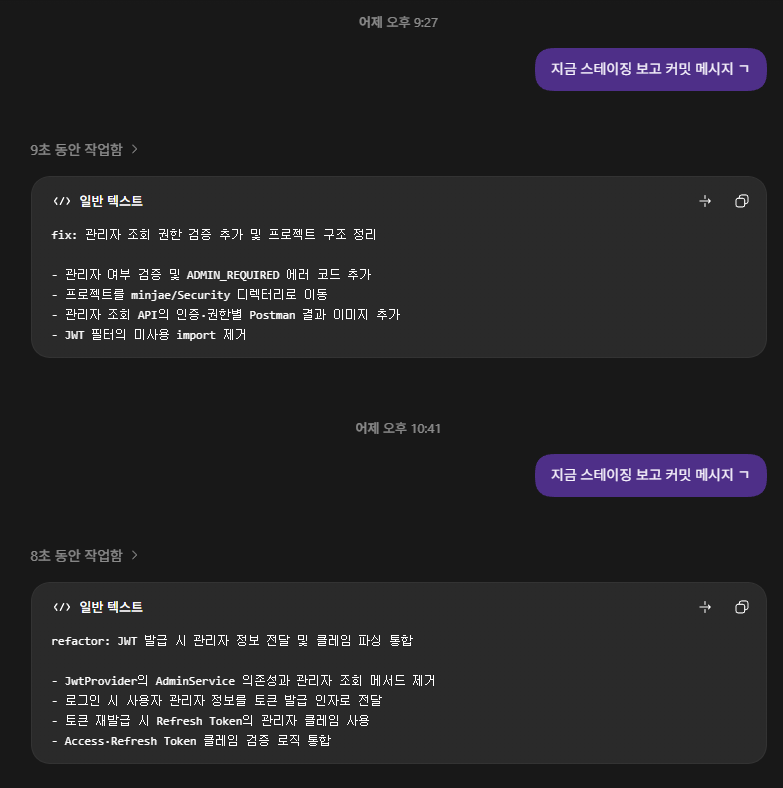 어제 오후 9:27
지금 스테이징 보고 커밋 메시지 ㄱ
9초 동안 작업함 >
</> 일반 텍스트
fix: 관리자 조회 권한 검증 추가 및 프로젝트 구조 정리
- 관리자 여부 검증 및 ADMIN_REQUIRED 에러 코드 추가
- 프로젝트를 minjae/Security 디렉터리로 이동
- 관리자 조회 API의 인증·권한별 Postman 결과 이미지 추가
- JWT 필터의 미사용 import 제거
어제 오후 10:41
지금 스테이징 보고 커밋 메시지 ㄱ
8초 동안 작업함 >
</> 일반 텍스트
refactor: JWT 발급 시 관리자 정보 전달 및 클레임 파싱 통합
- JwtProvider의 AdminService 의존성과 관리자 조회 메서드 제거
- 로그인 시 사용자 관리자 정보를 토큰 발급 인자로 전달
- 토큰 재발급 시 Refresh Token의 관리자 클레임 사용
- Access·Refresh Token 클레임 검증 로직 통합